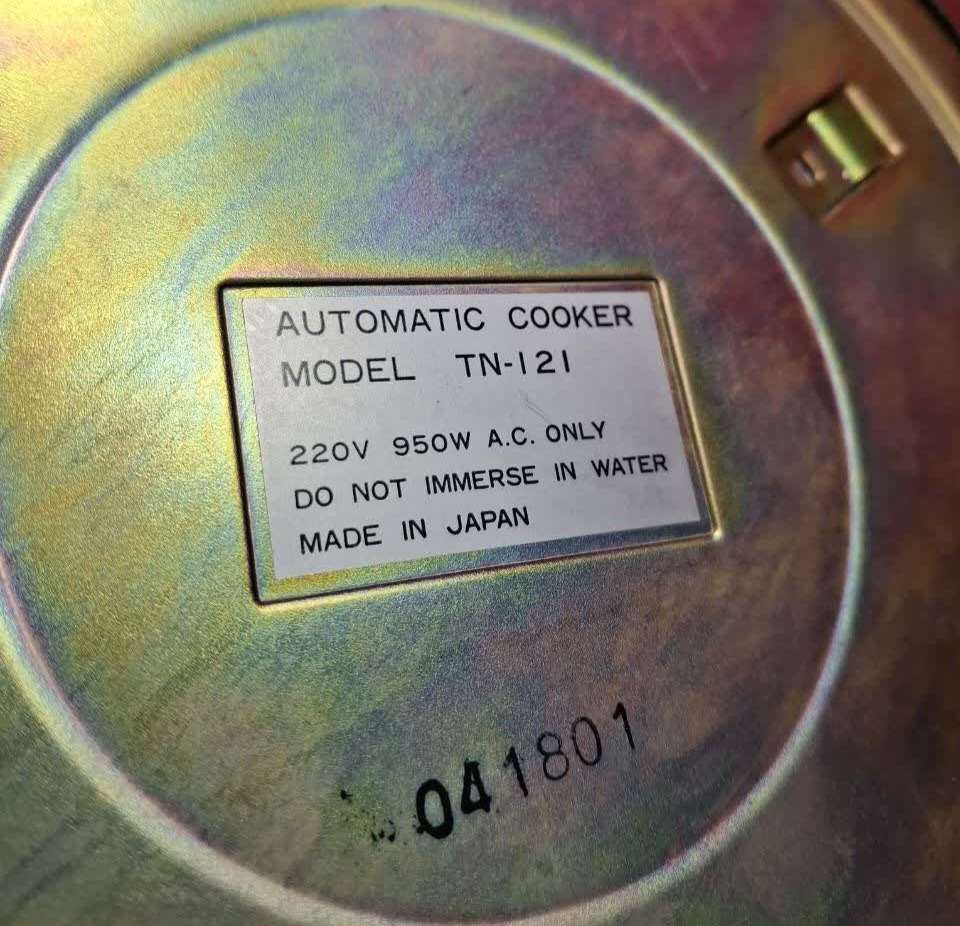 AUTOMATIC COOKER
MODEL TN-121
220V 950W A.C. ONLY
DO NOT IMMERSE IN WATER
MADE IN JAPAN
041801